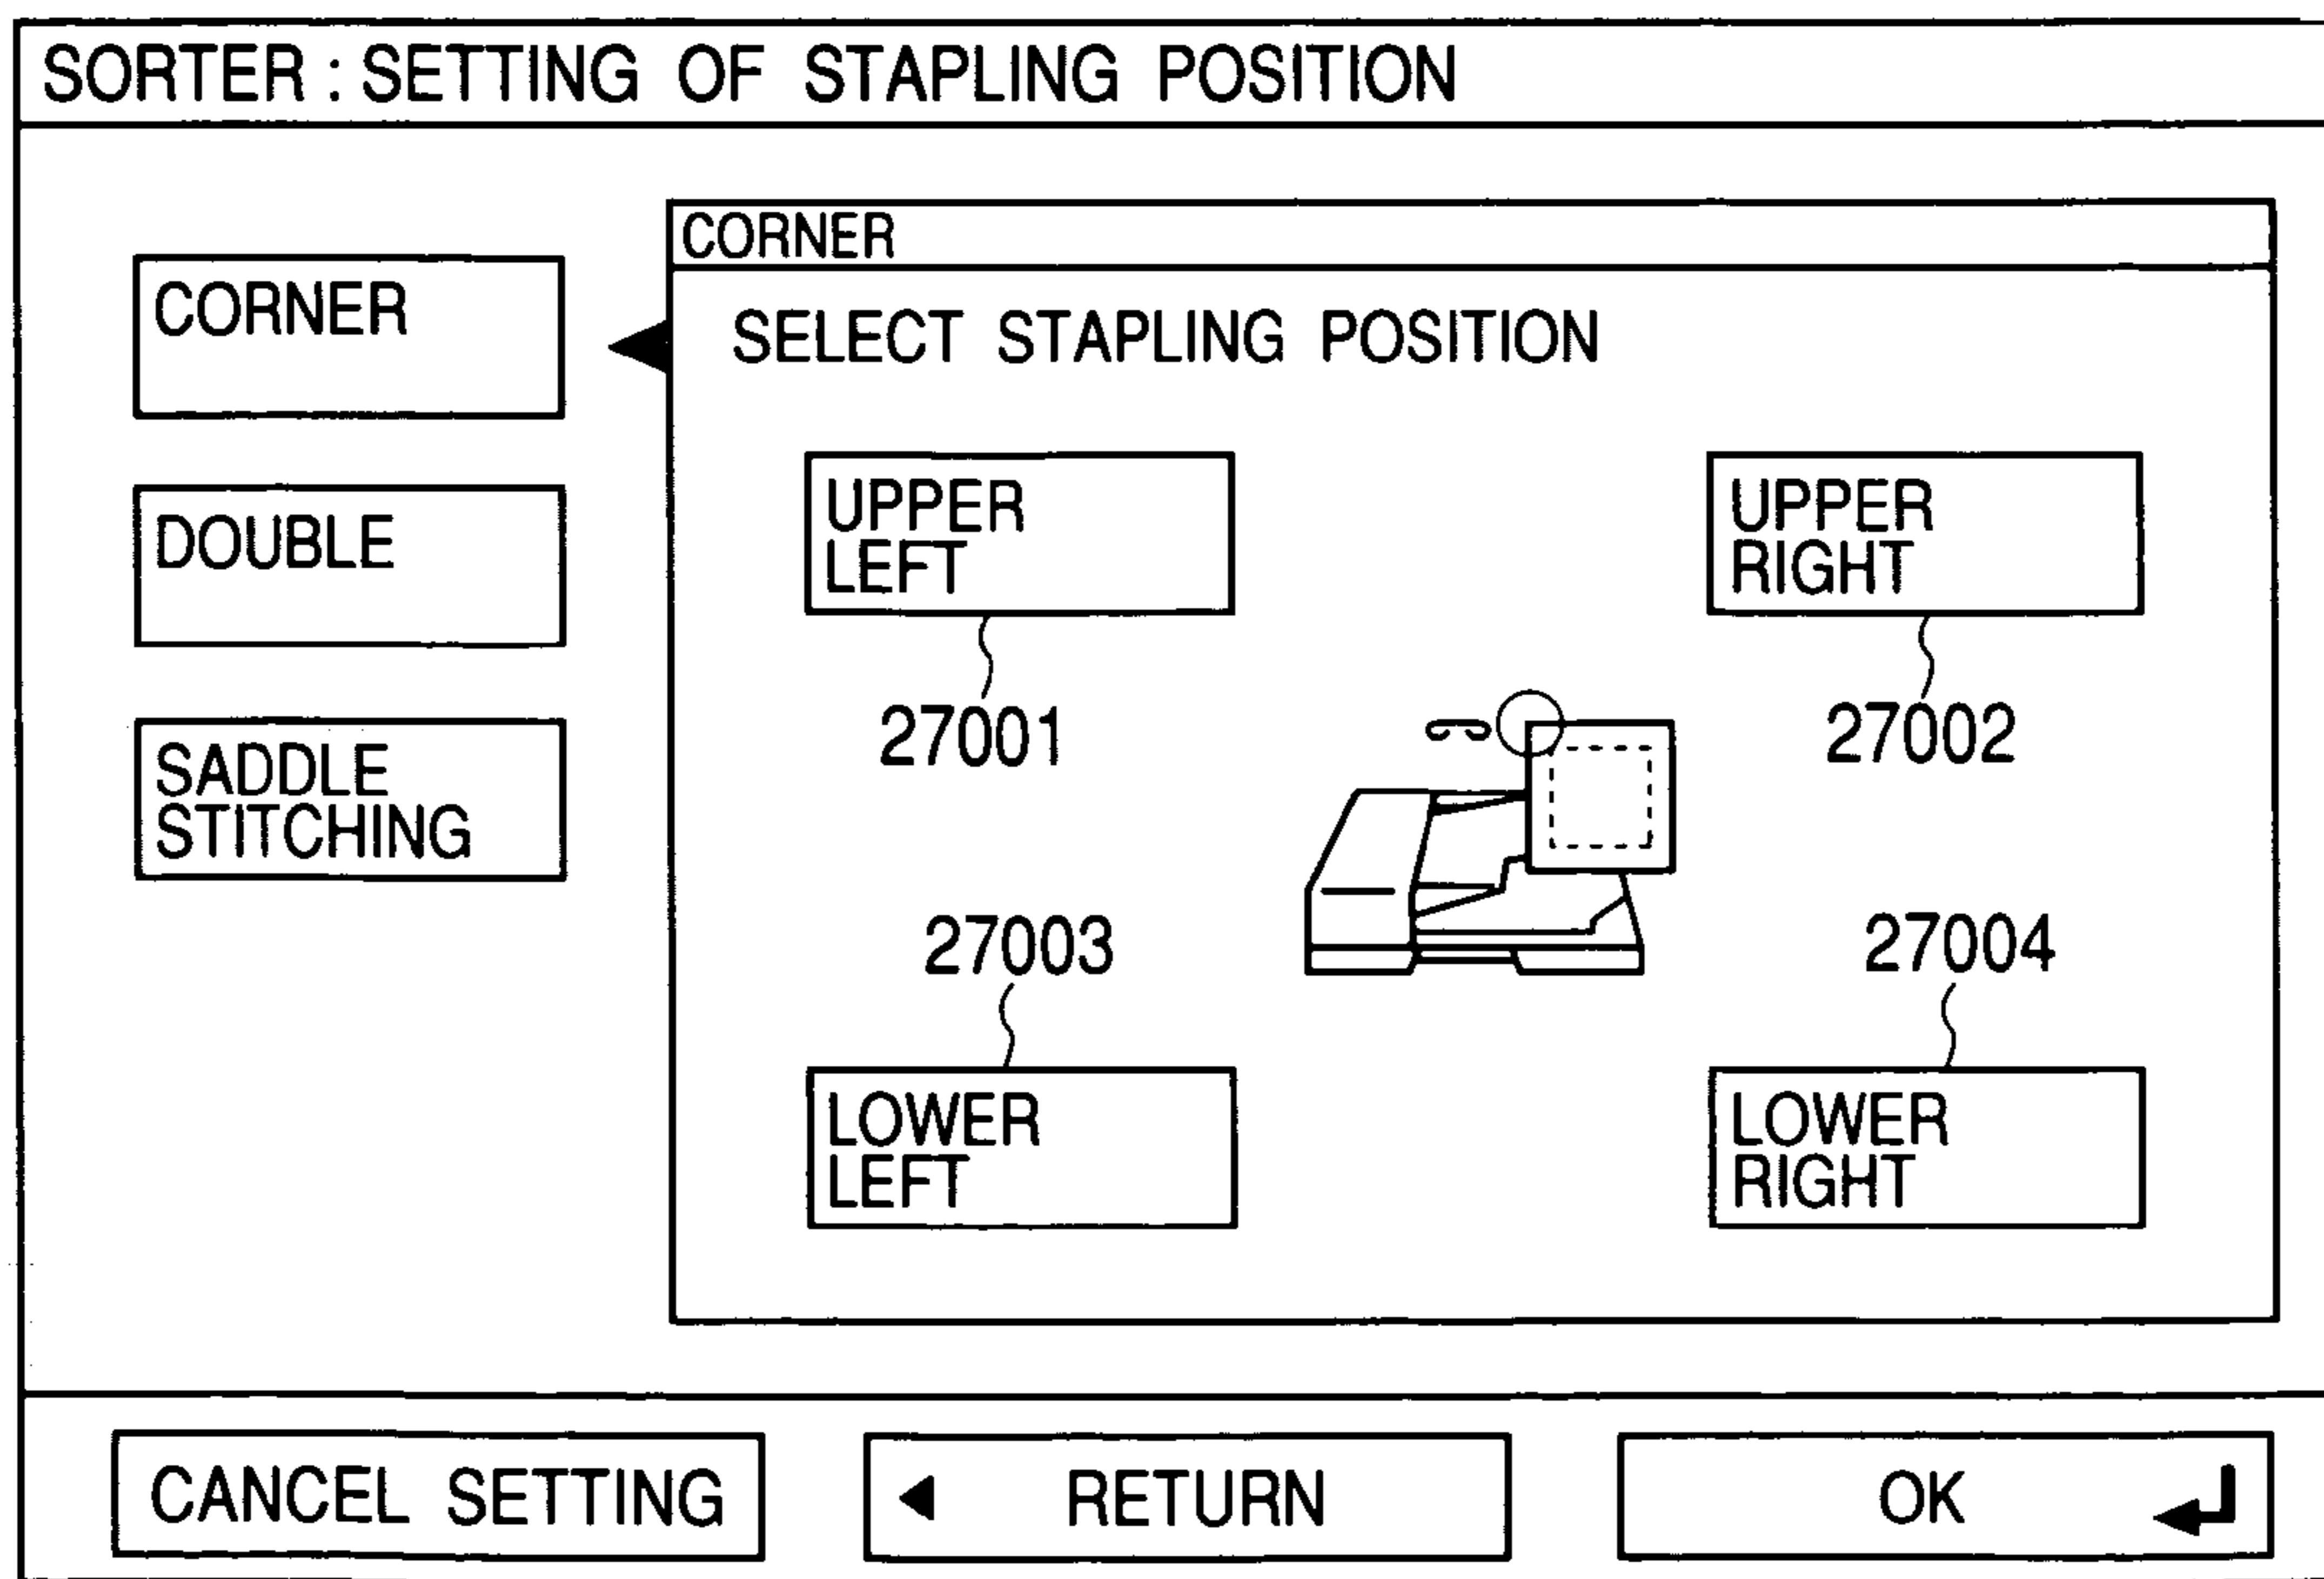 SORTER : SETTING OF STAPLING POSITION
CORNER
DOUBLE
SADDLE
STITCHING
CORNER
SELECT STAPLING POSITION
UPPER
LEFT
27001
UPPER
RIGHT
27002
27003
LOWER
LEFT
27004
LOWER
RIGHT
CANCEL SETTING
RETURN
OK